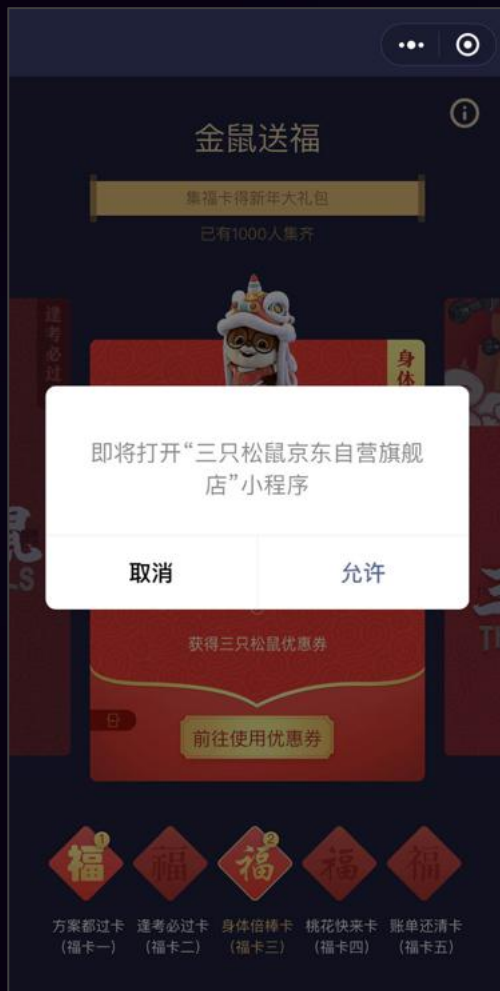 金鼠送福
集福卡得新年大礼包
已有1000人集齐
逢考必过
身体
即将打开“三只松鼠京东自营旗舰
店”小程序
取消
允许
鼠
LS
三
获得三只松鼠优惠券
前往使用优惠券
福 1
福
福 2
福
福
方案都过卡
(福卡一)
逢考必过卡
(福卡二)
身体倍棒卡
(福卡三)
桃花快来卡
(福卡四)
账单还清卡
(福卡五)